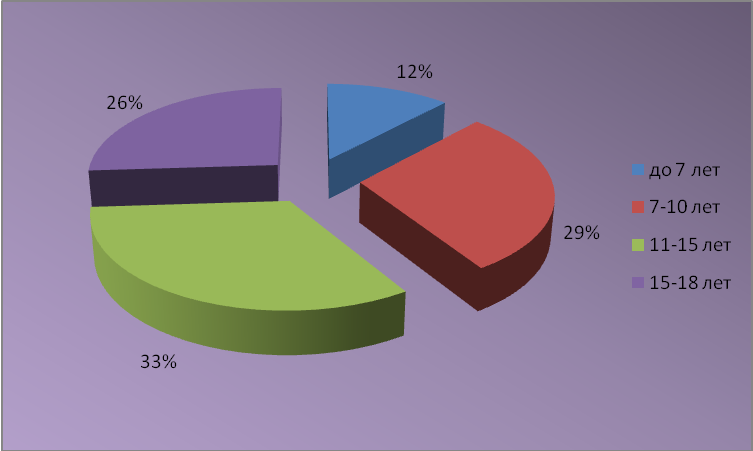 12%
26%
29%
33%
до 7 лет
7-10 лет
11-15 лет
15-18 лет